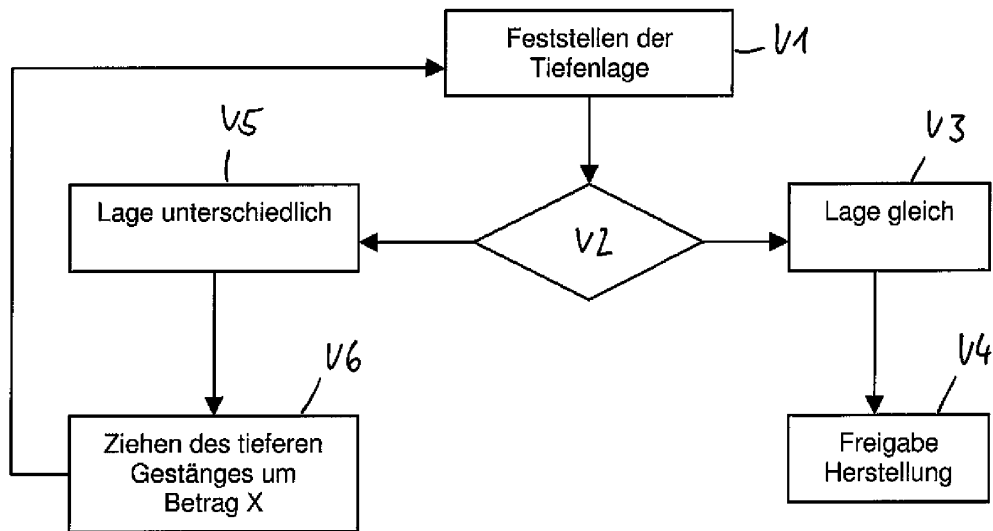 Feststellen der
Tiefenlage
V1
V5
V3
Lage unterschiedlich
V2
Lage gleich
V6
V4
Ziehen des tieferen
Gestänges um
Betrag X
Freigabe
Herstellung